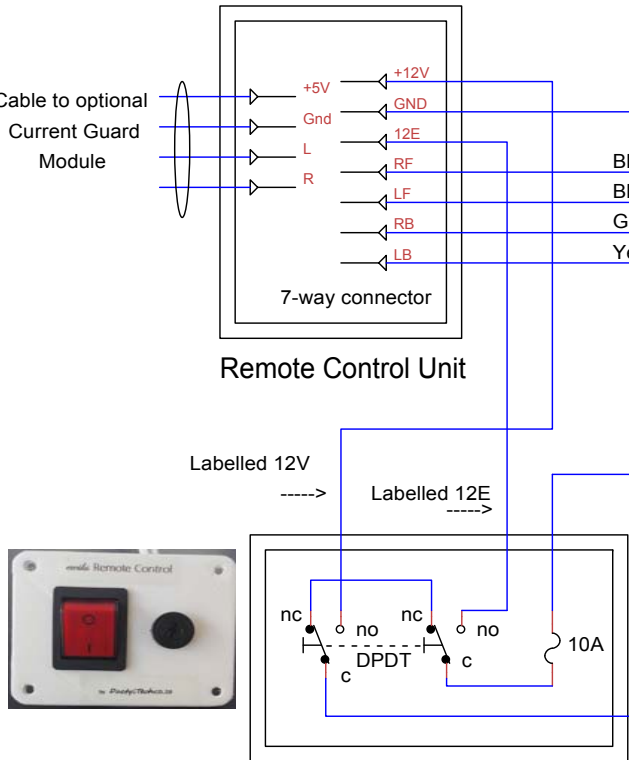 Cable to optional
Current Guard
Module
+5V
Gnd
L
R
+12V
GND
12E
RF
LF
RB
LB
7-way connector
Remote Control Unit
Labelled 12V
----->
Labelled 12E
----->
nc
no
nc
no
DPDT
c
c
10A
Remote Control
O
I
by